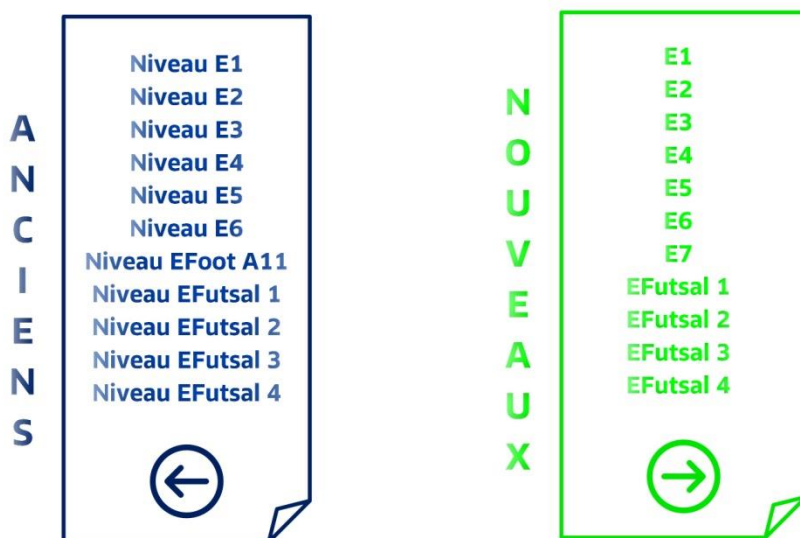 ANCIENS
Niveau E1
Niveau E2
Niveau E3
Niveau E4
Niveau E5
Niveau E6
Niveau EFoot A11
Niveau EFutsal 1
Niveau EFutsal 2
Niveau EFutsal 3
Niveau EFutsal 4
NOUVEAUX
E1
E2
E3
E4
E5
E6
E7
EFutsal 1
EFutsal 2
EFutsal 3
EFutsal 4